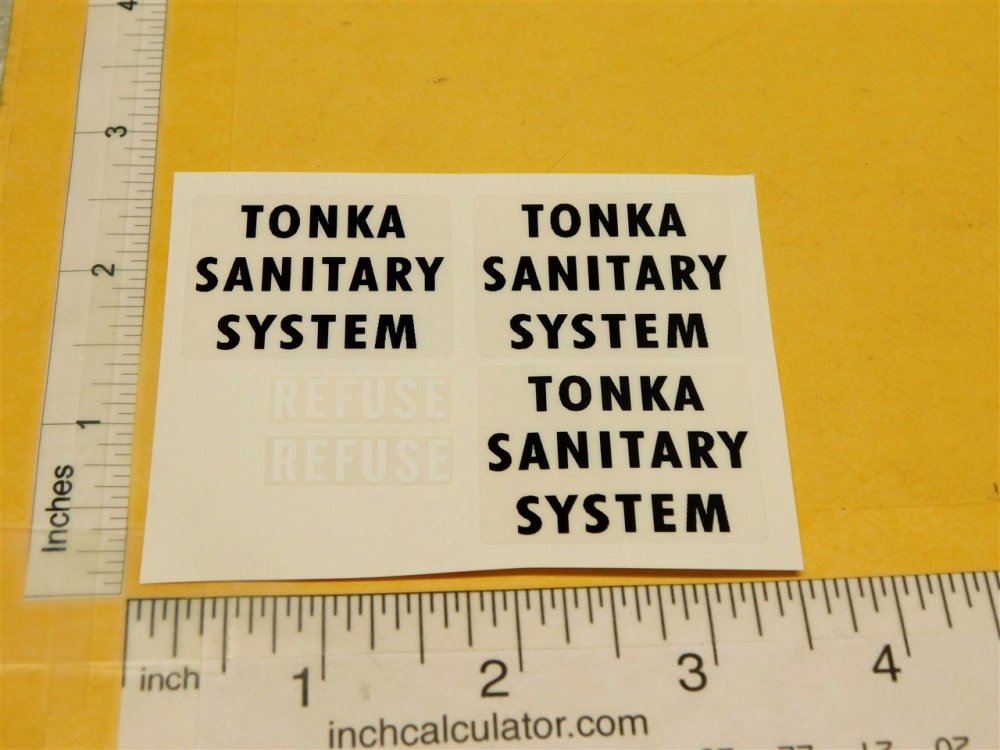 4
3
2
1
Inches
TONKA
SANITARY
SYSTEM
TONKA
SANITARY
SYSTEM
REFUSE
REFUSE
TONKA
SANITARY
SYSTEM
inch
1
2
3
4
inchcalculator.com